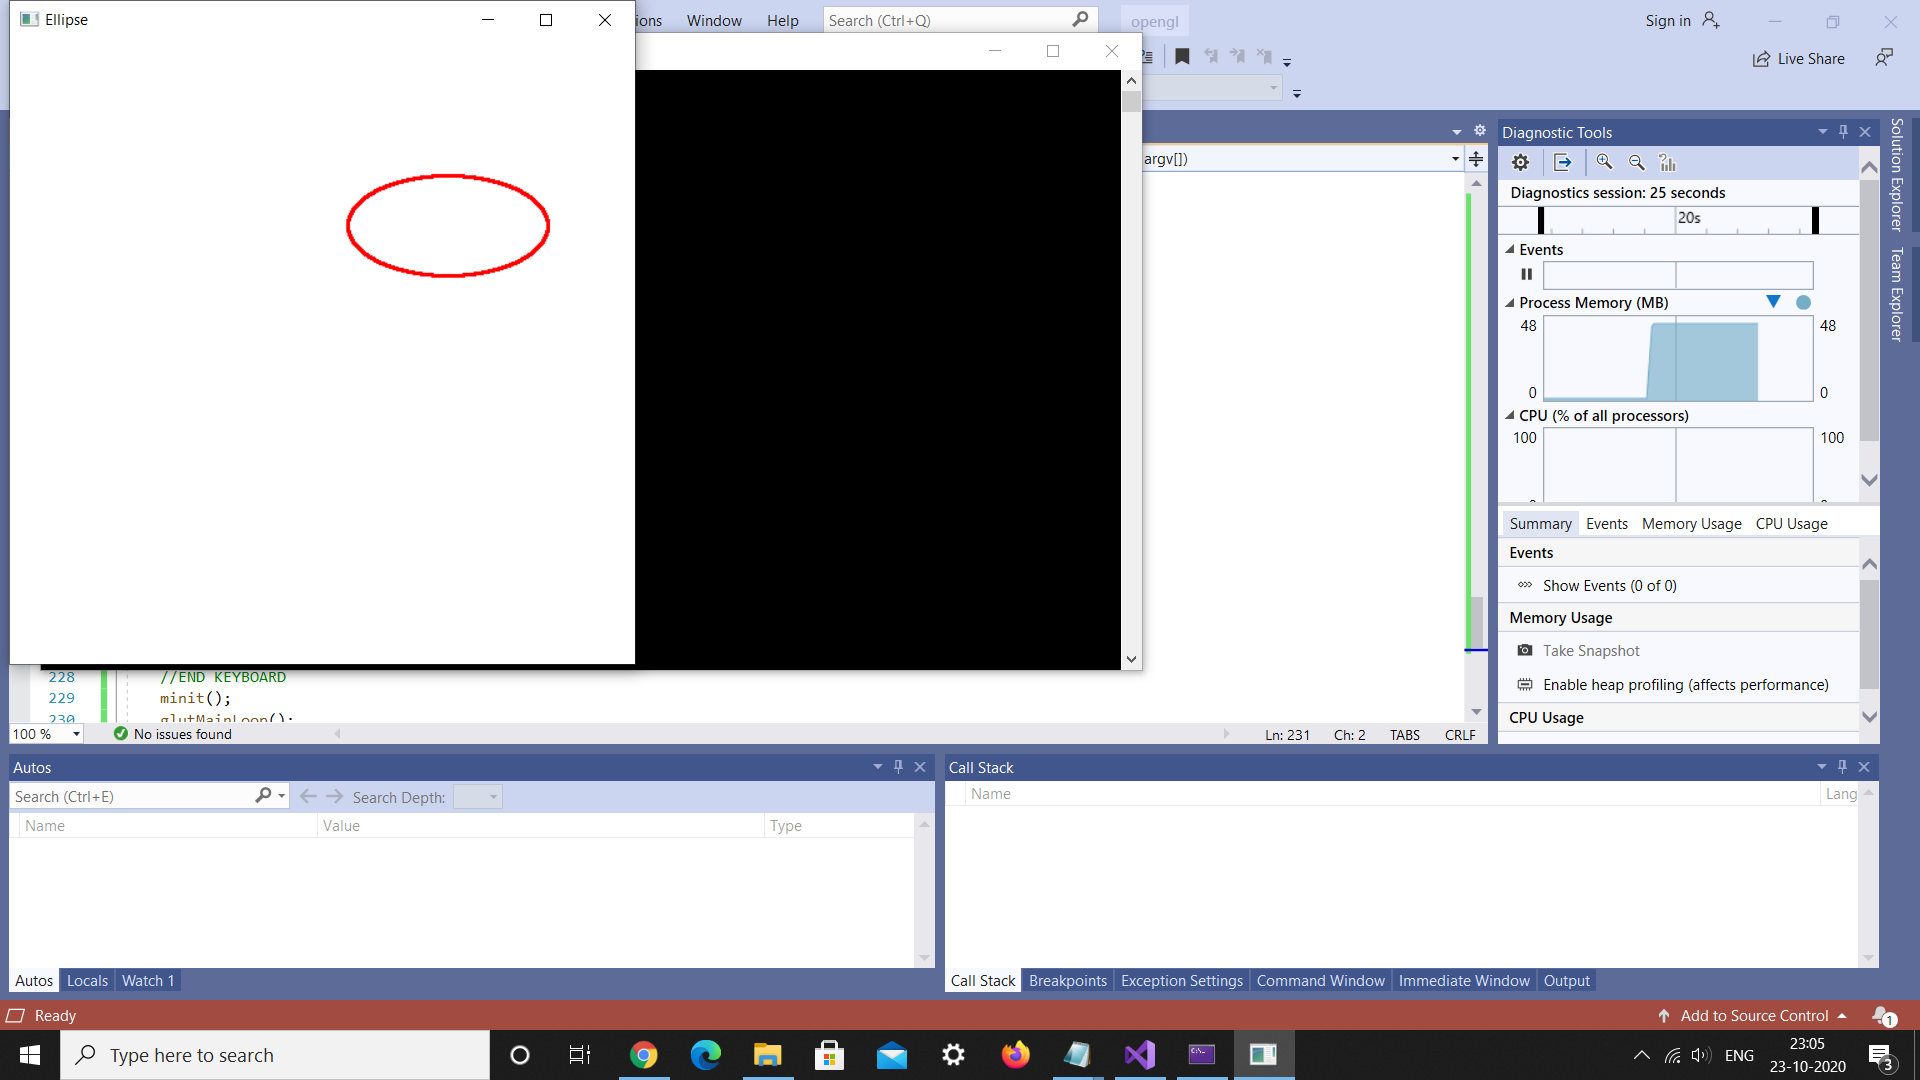 Ellipse
ions Window Help Search (Ctrl+Q) opengl Sign in
Live Share
argv[])
Diagnostic Tools
Diagnostics session: 25 seconds
20s
Events
Process Memory (MB)
48 48
0 0
CPU (% of all processors)
100 100
Summary Events Memory Usage CPU Usage
Events
Show Events (0 of 0)
Memory Usage
Take Snapshot
Enable heap profiling (affects performance)
CPU Usage
Solution Explorer
Team Explorer
228 //END KEYBOARD
229 minit();
230 glutMainLoop();
100 % No issues found Ln: 231 Ch: 2 TABS CRLF
Autos
Search (Ctrl+E) Search Depth:
Name Value Type
Autos Locals Watch 1
Call Stack
Name Lang
Call Stack Breakpoints Exception Settings Command Window Immediate Window Output
Ready Add to Source Control 1
Type here to search ENG 23:05
23-10-2020 3